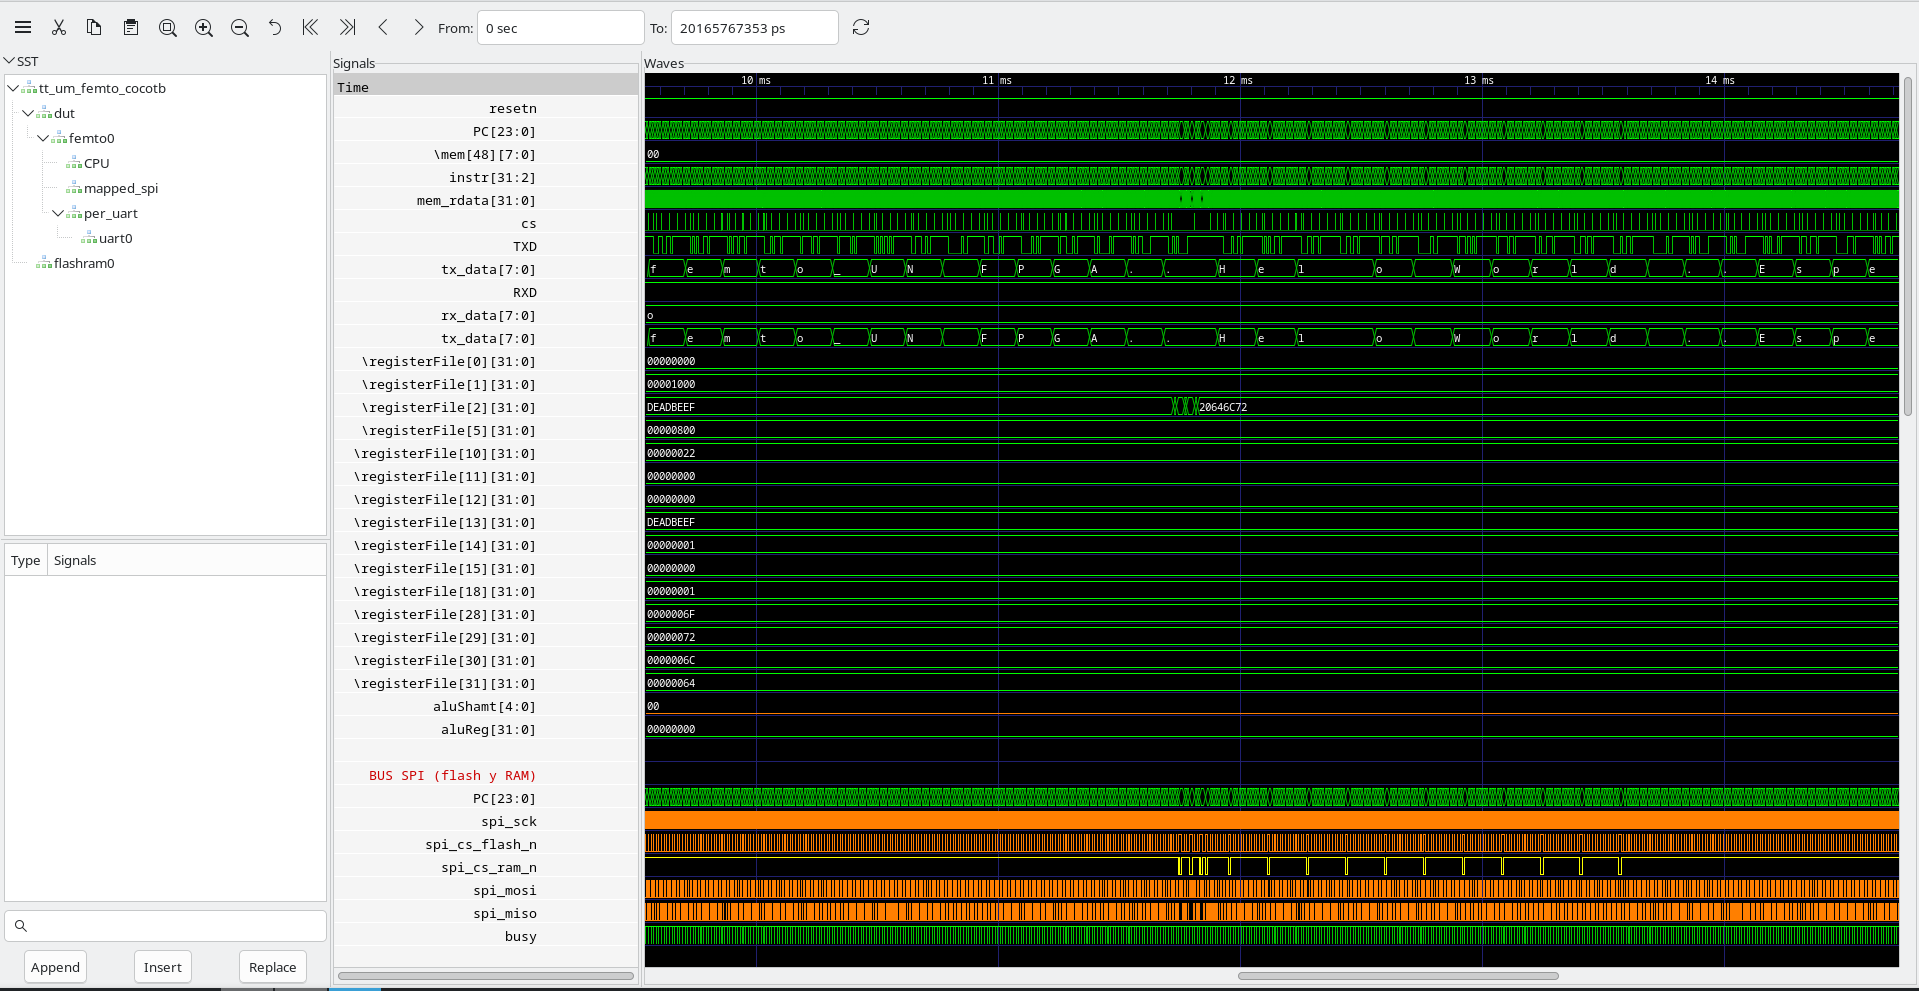 From: 0 sec To: 20165767353 ps
SST
tt_um_femto_cocotb
dut
femto0
CPU
mapped_spi
per_uart
uart0
flashram0
Type Signals
Append Insert Replace
Signals
Time
resetn
PC[23:0]
\mem[48][7:0]
instr[31:2]
mem_rdata[31:0]
cs
TXD
tx_data[7:0]
RXD
rx_data[7:0]
tx_data[7:0]
\registerFile[0][31:0]
\registerFile[1][31:0]
\registerFile[2][31:0]
\registerFile[5][31:0]
\registerFile[10][31:0]
\registerFile[11][31:0]
\registerFile[12][31:0]
\registerFile[13][31:0]
\registerFile[14][31:0]
\registerFile[15][31:0]
\registerFile[18][31:0]
\registerFile[28][31:0]
\registerFile[29][31:0]
\registerFile[30][31:0]
\registerFile[31][31:0]
aluShamt[4:0]
aluReg[31:0]
BUS SPI (flash y RAM)
PC[23:0]
spi_sck
spi_cs_flash_n
spi_cs_ram_n
spi_mosi
spi_miso
busy
Waves
10 ms 11 ms 12 ms 13 ms 14 ms
00
f e m t o _ U N F P G A . . H e l o W o r l d . . E s p e
o
f e m t o _ U N F P G A . . H e l o W o r l d . . E s p e
00000000
00001000
DEADBEEF 20646C72
00000800
00000022
00000000
00000000
DEADBEEF
00000001
00000000
00000001
0000006F
00000072
0000006C
00000064
00
00000000